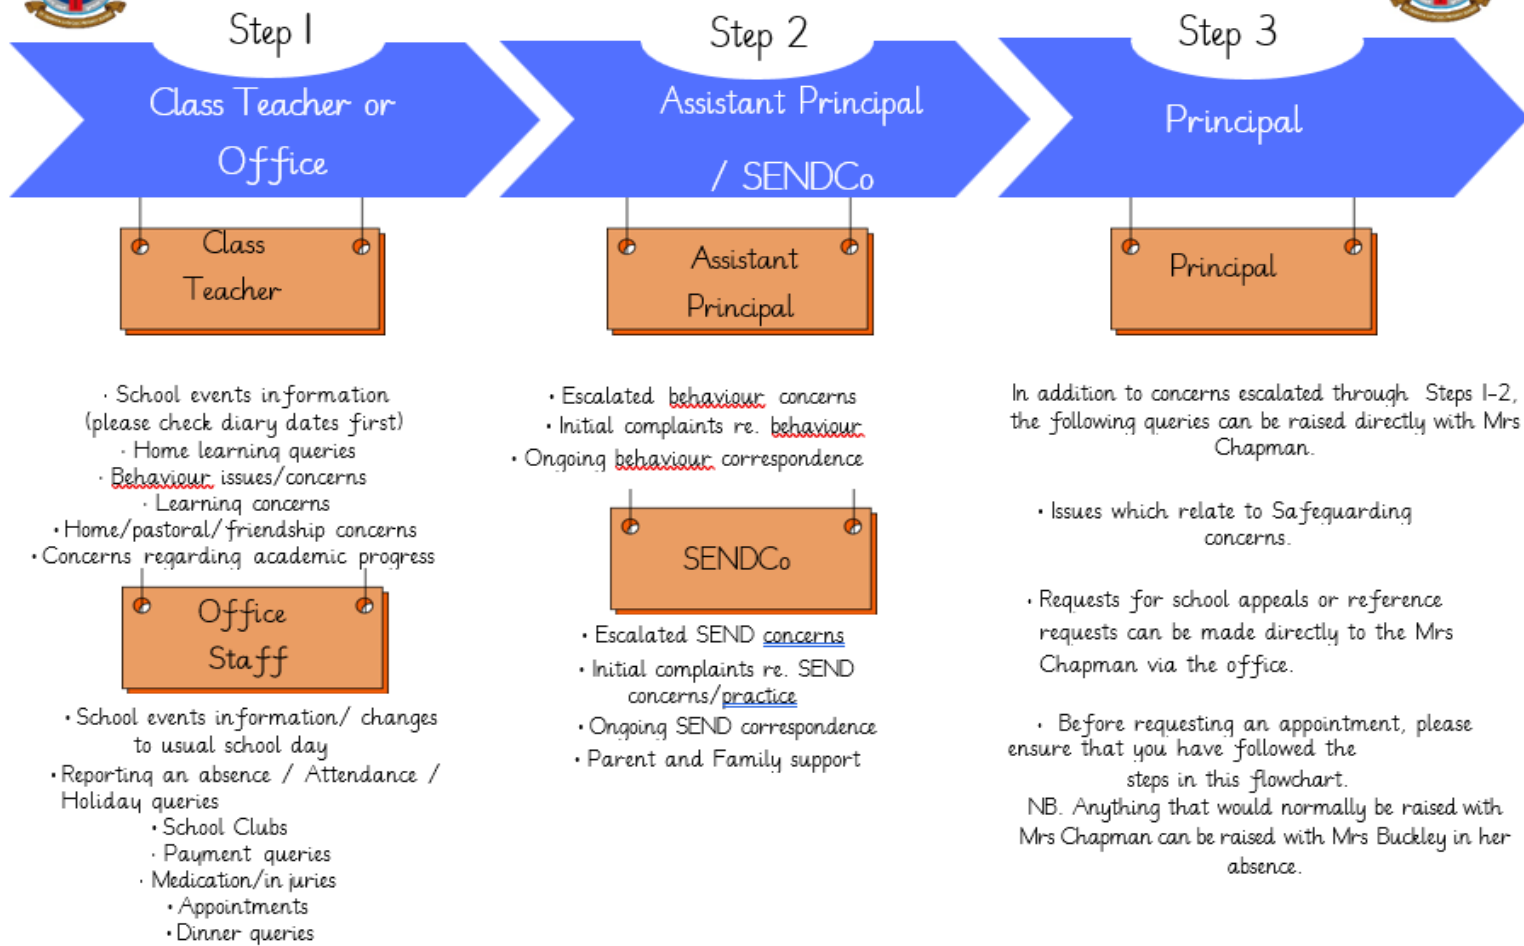 Step 1
Class Teacher or
Office
Class
Teacher
· School events information
(please check diary dates first)
· Home learning queries
· Behaviour issues/concerns
· Learning concerns
• Home/pastoral/friendship concerns
• Concerns regarding academic progress
Office
Staff
• School events information/ changes
to usual school day
• Reporting an absence / Attendance /
Holiday queries
• School Clubs
· Payment queries
· Medication/injuries
• Appointments
• Dinner queries
Step 2
Assistant Principal
/ SENDCo
Assistant
Principal
• Escalated behaviour concerns
• Initial complaints re. behaviour
• Ongoing behaviour correspondence
SENDCo
• Escalated SEND concerns
• Initial complaints re. SEND
concerns/practice
• Ongoing SEND correspondence
• Parent and Family support
Step 3
Principal
Principal
In addition to concerns escalated through Steps 1-2,
the following queries can be raised directly with Mrs
Chapman.
• Issues which relate to Safeguarding
concerns.
• Requests for school appeals or reference
requests can be made directly to the Mrs
Chapman via the office.
• Before requesting an appointment, please
ensure that you have followed the
steps in this flowchart.
NB. Anything that would normally be raised with
Mrs Chapman can be raised with Mrs Buckley in her
absence.